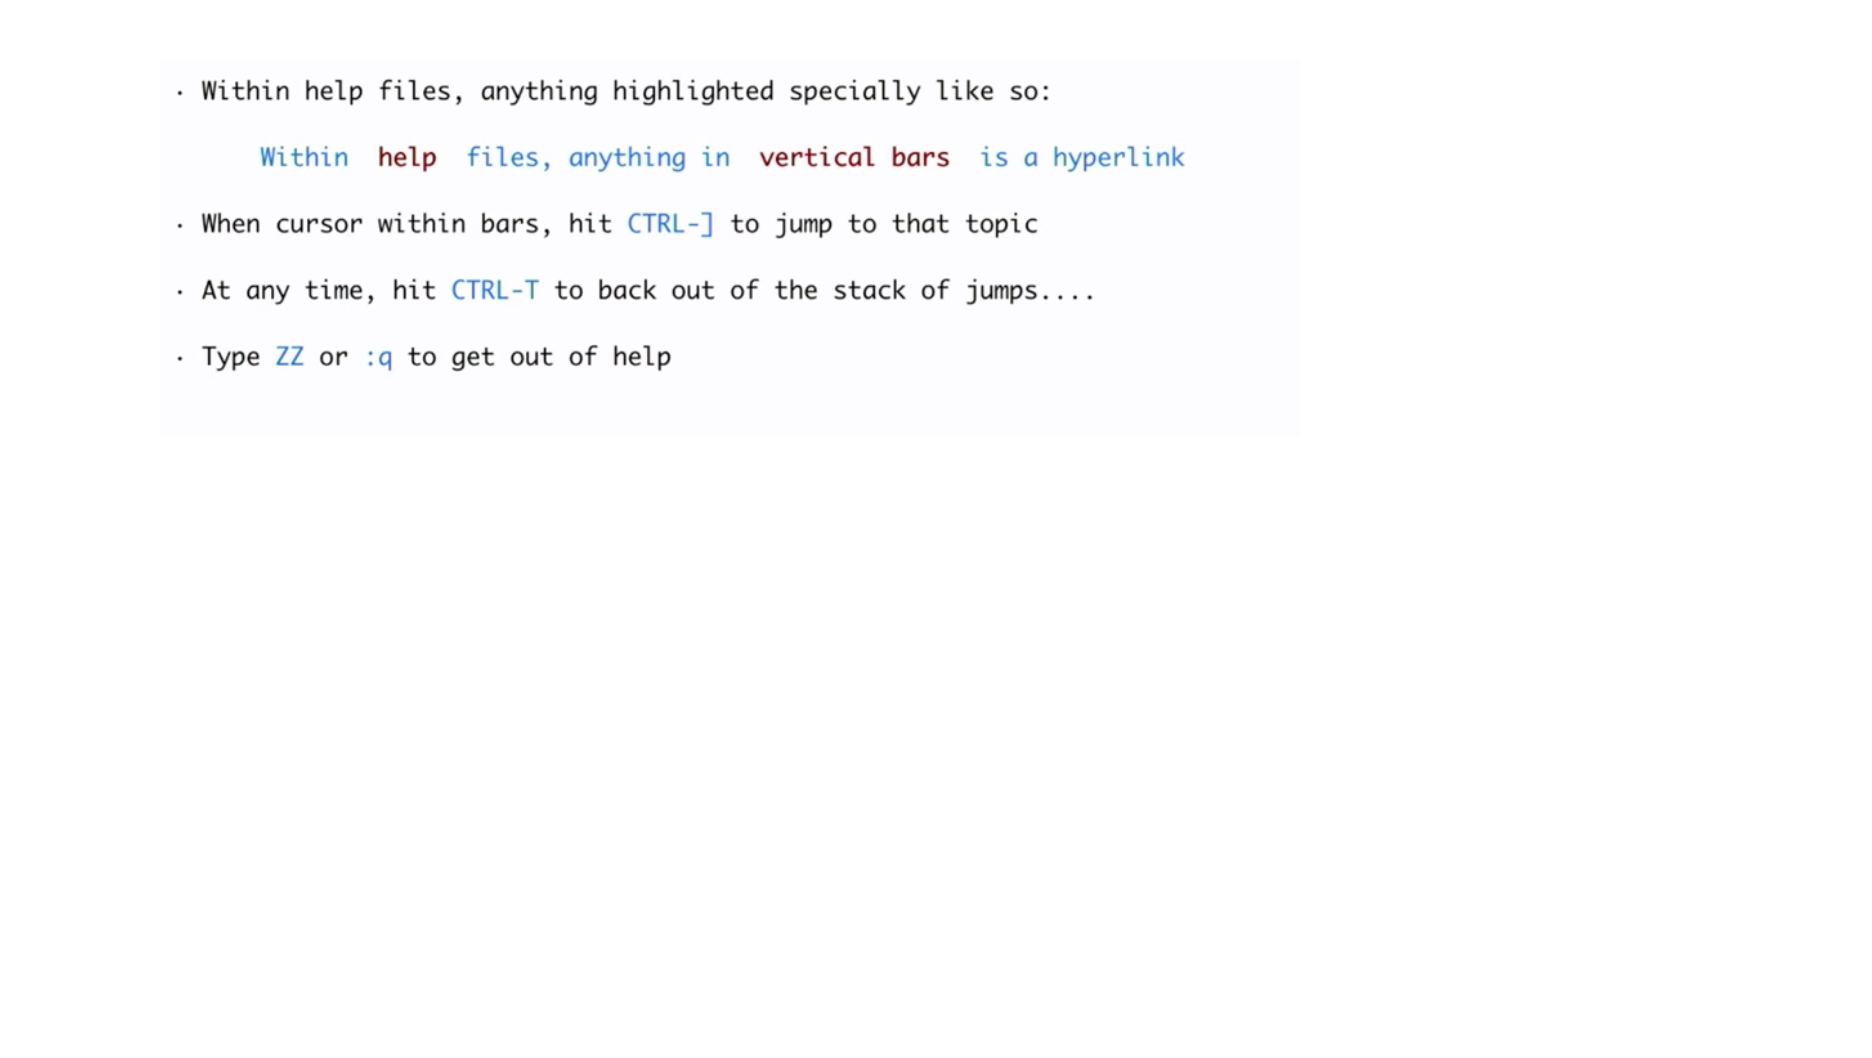 · Within help files, anything highlighted specially like so:
Within help files, anything in vertical bars is a hyperlink
· When cursor within bars, hit CTRL-] to jump to that topic
· At any time, hit CTRL-T to back out of the stack of jumps....
· Type ZZ or :q to get out of help